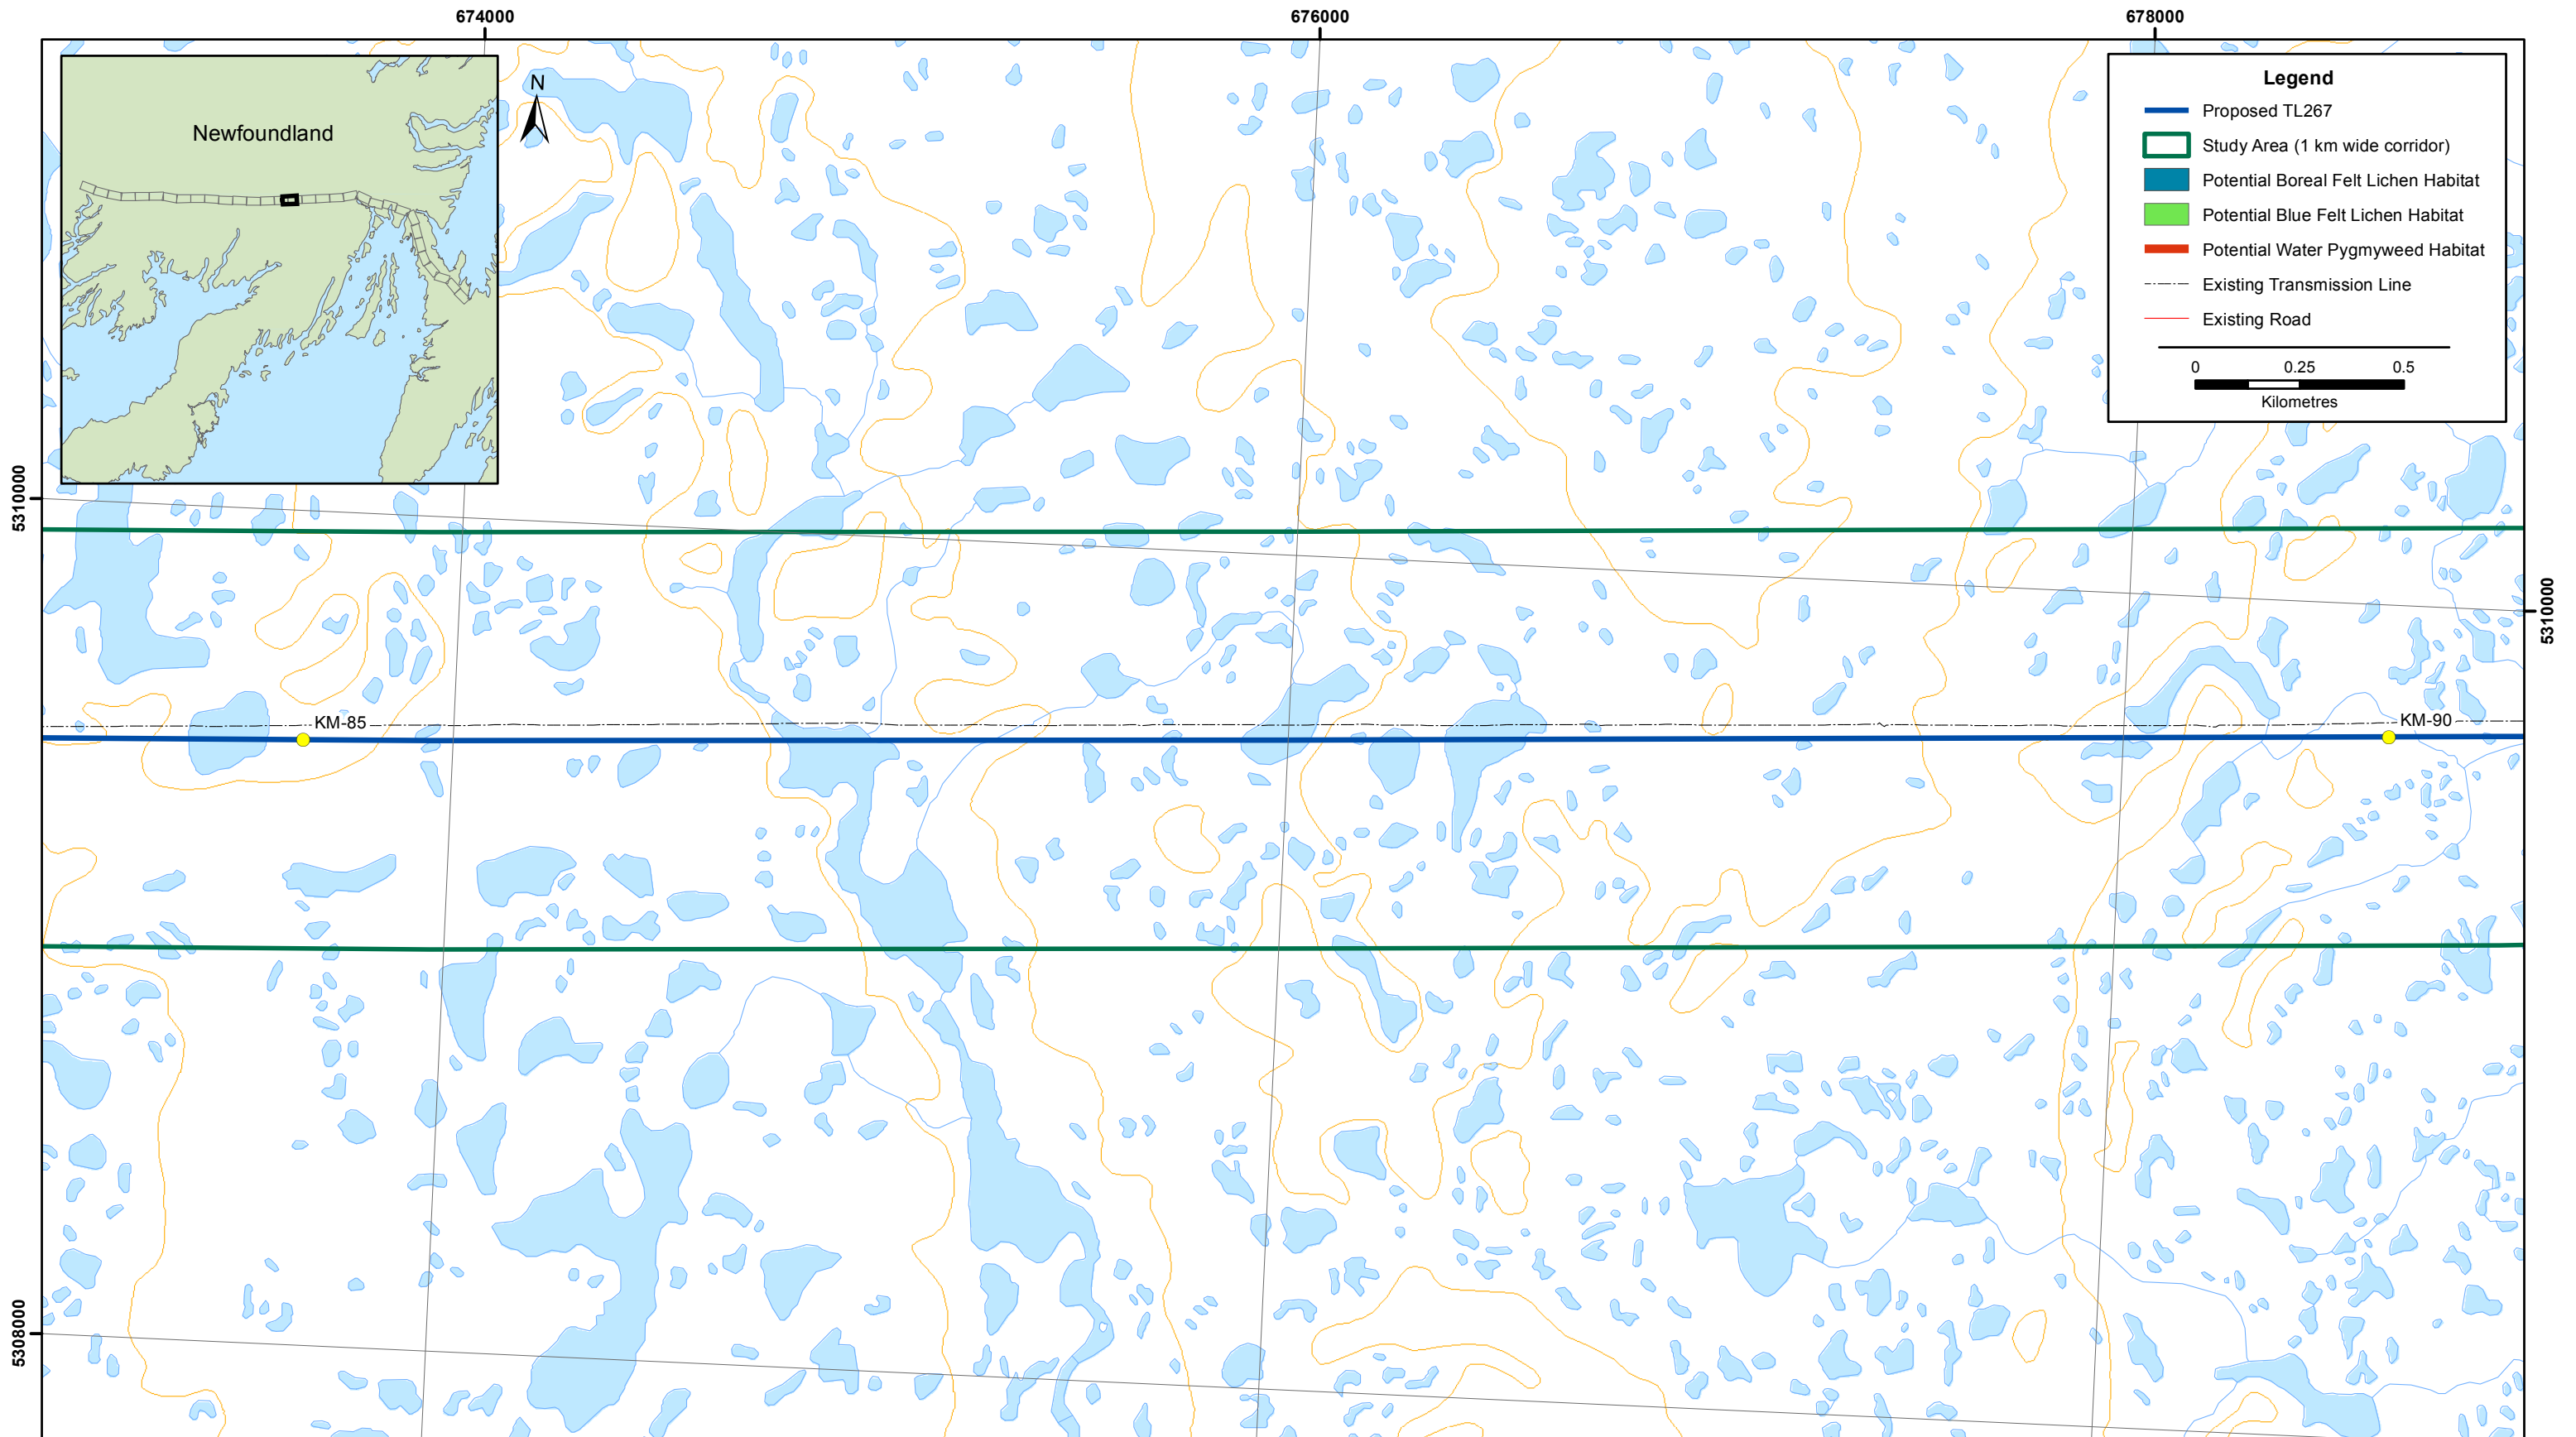 674000
676000
678000
Newfoundland
N
Legend
Proposed TL267
Study Area (1 km wide corridor)
Potential Boreal Felt Lichen Habitat
Potential Blue Felt Lichen Habitat
Potential Water Pygmyweed Habitat
Existing Transmission Line
Existing Road
0 0.25 0.5
Kilometres
5310000
5310000
KM-85
KM-90
5308000